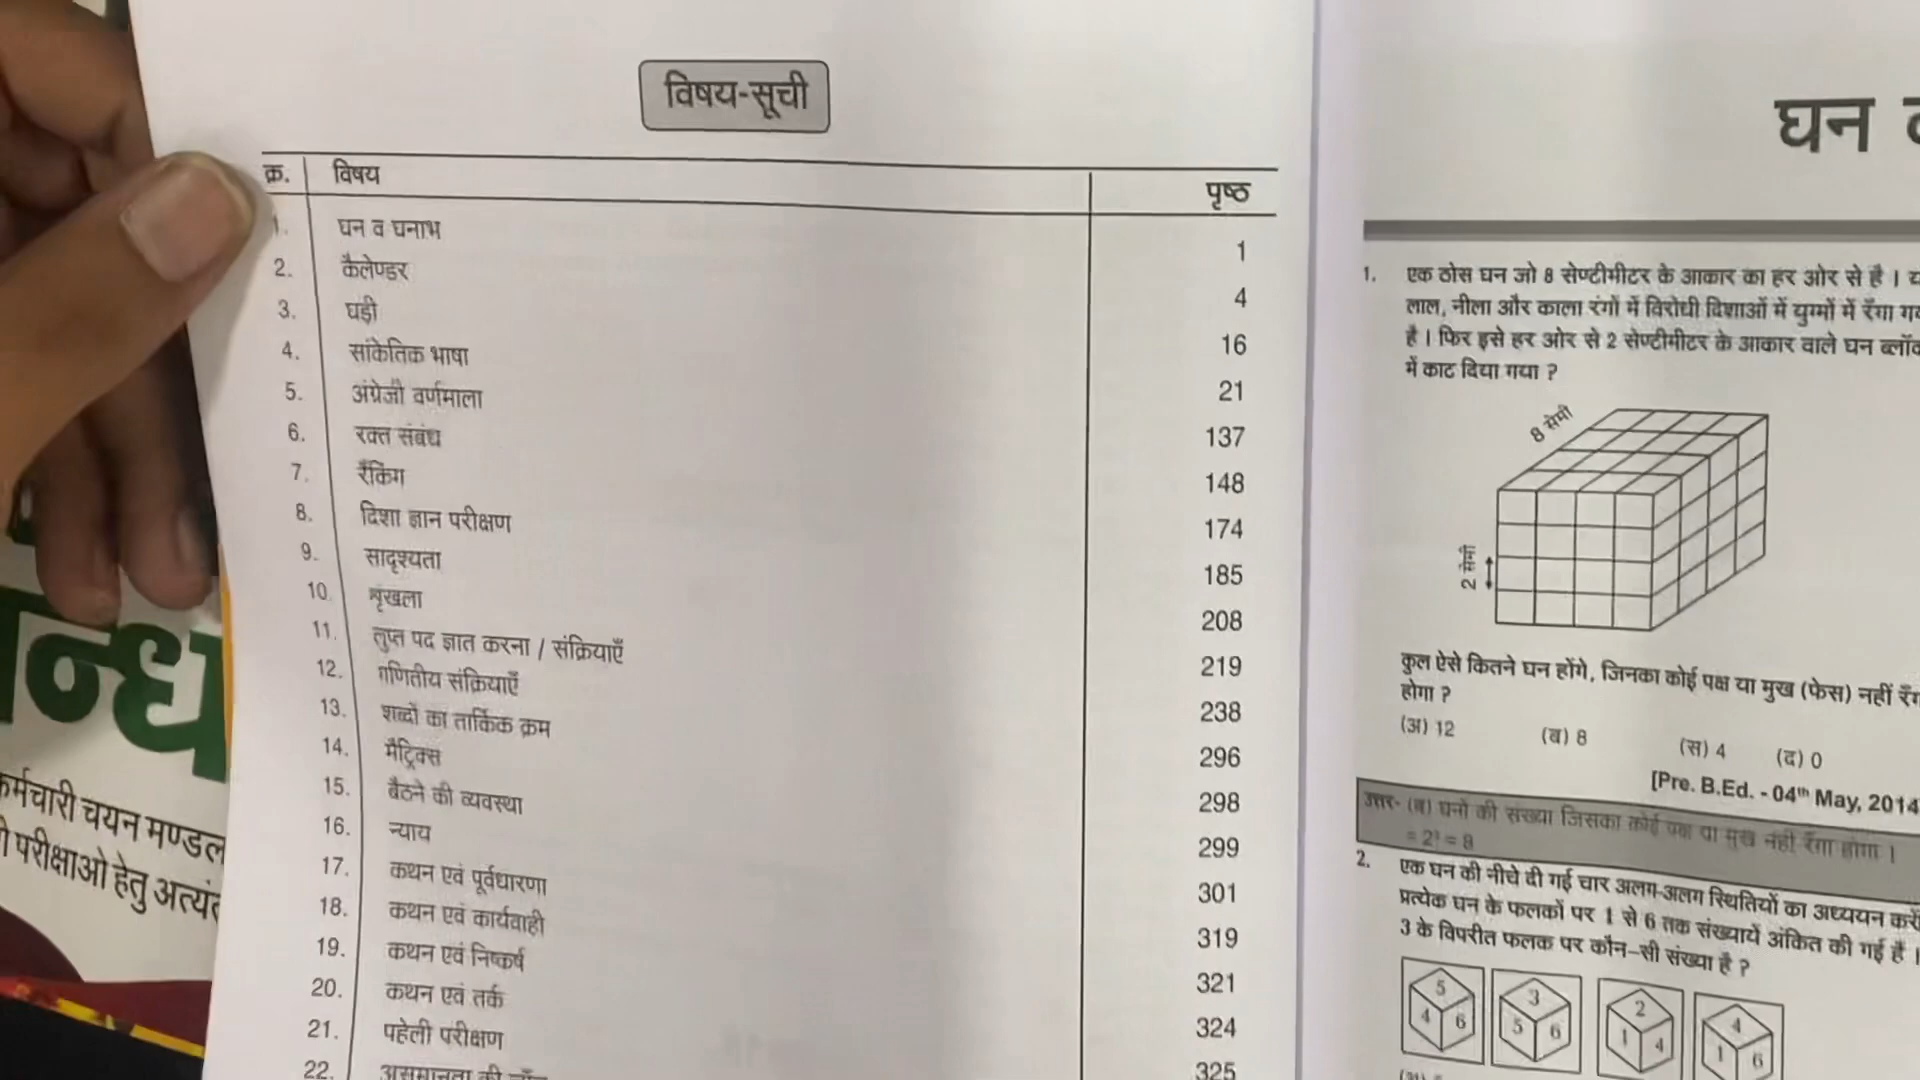 विषय-सूची
क्र. विषय पृष्ठ
1. घन व घनाभ 1
2. कैलेण्डर 4
3. घड़ी 16
4. सांकेतिक भाषा 21
5. अंग्रेजी वर्णमाला 137
6. रक्त संबंध 148
7. रैंकिंग 174
8. दिशा ज्ञान परीक्षण 185
9. सादृश्यता 208
10. श्रृंखला 219
11. लुप्त पद ज्ञात करना / संक्रियाएँ 238
12. गणितीय संक्रियाएँ 296
13. शब्दों का तार्किक क्रम 298
14. मैट्रिक्स 299
15. बैठने की व्यवस्था 301
16. न्याय 319
17. कथन एवं पूर्वधारणा 321
18. कथन एवं कार्यवाही 324
19. कथन एवं निष्कर्ष 325
20. कथन एवं तर्क
21. पहेली परीक्षण
22. असमानता की
न्ध
कर्मचारी चयन मण्डल
परीक्षाओ हेतु अत्यंत
घन
1. एक ठोस घन जो 8 सेण्टीमीटर के आकार का हर ओर से है ।
लाल, नीला और काला रंगों में विरोधी दिशाओं में युग्मों में रँगा
है । फिर इसे हर ओर से 2 सेण्टीमीटर के आकार वाले घन ब्लॉक
में काट दिया गया ?
8 सेमी
2 सेमी
कुल ऐसे कितने घन होंगे, जिनका कोई पक्ष या मुख (फेस) नहीं
होगा ?
(अ) 12 (ब) 8 (स) 4 (द) 0
[Pre. B.Ed. - 04th May, 2014
उत्तर- (ब) घनों की संख्या जिसका कोई पक्ष या मुख नहीं रँगा होगा ।
= 2³ = 8
2. एक घन की नीचे दी गई चार अलग-अलग स्थितियों का अध्ययन करें
प्रत्येक घन के फलकों पर 1 से 6 तक संख्यायें अंकित की गई हैं ।
3 के विपरीत फलक पर कौन-सी संख्या है ?
5 3 2 4
4 6 5 6 1 4 1 6